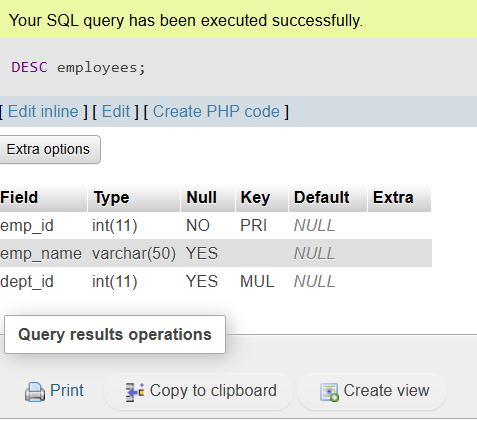 Your SQL query has been executed successfully.
DESC employees;
[ Edit inline ] [ Edit ] [ Create PHP code ]
Extra options
Field Type Null Key Default Extra
emp_id int(11) NO PRI NULL
emp_name varchar(50) YES NULL
dept_id int(11) YES MUL NULL
Query results operations
Print Copy to clipboard Create view